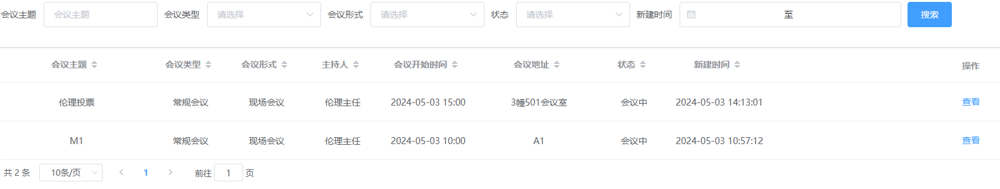 会议主题 会议主题 会议类型 请选择 会议形式 请选择 状态 请选择 新建时间 至 搜索
会议主题 会议类型 会议形式 主持人 会议开始时间 会议地址 状态 新建时间 操作
伦理投票 常规会议 现场会议 伦理主任 2024-05-03 15:00 3幢501会议室 会议中 2024-05-03 14:13:01 查看
M1 常规会议 现场会议 伦理主任 2024-05-03 10:00 A1 会议中 2024-05-03 10:57:12 查看
共 2 条 10条/页 1 前往 1 页